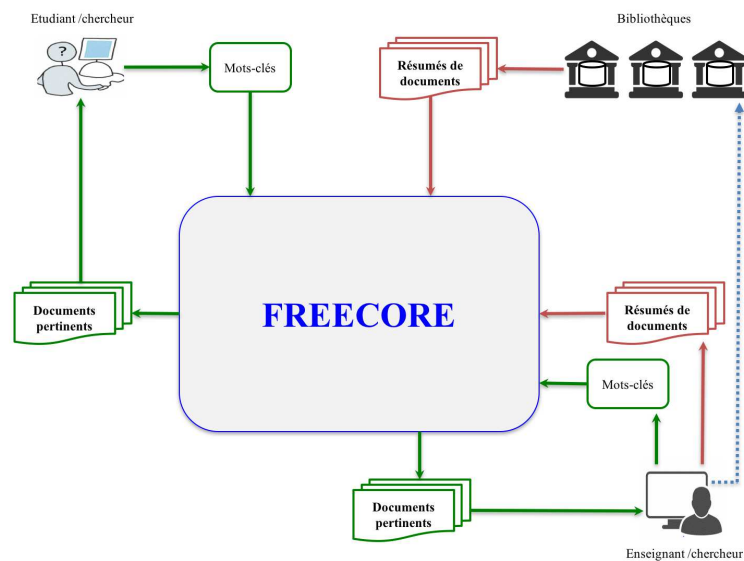 Etudiant /chercheur
Bibliothèques
?
Mots-clés
Résumés de
documents
FREECORE
Documents
pertinents
Résumés de
documents
Mots-clés
Documents
pertinents
Enseignant /chercheur